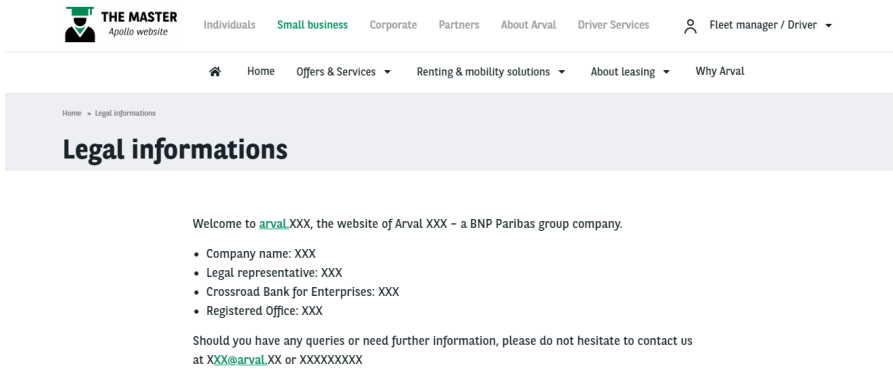 THE MASTER
Apollo website
Individuals Small business Corporate Partners About Arval Driver Services Fleet manager / Driver
Home Offers & Services Renting & mobility solutions About leasing Why Arval
Home > Legal informations
Legal informations
Welcome to arval.XXX, the website of Arval XXX – a BNP Paribas group company.
• Company name: XXX
• Legal representative: XXX
• Crossroad Bank for Enterprises: XXX
• Registered Office: XXX
Should you have any queries or need further information, please do not hesitate to contact us
at XXX@arval.XX or XXXXXXXXX